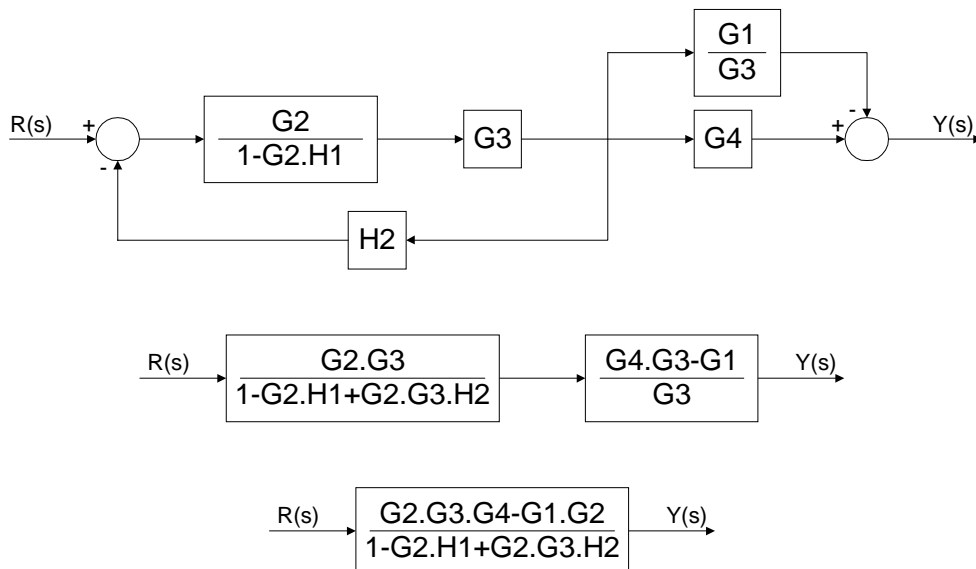 G1
G3
R(s)
+
-
G2
1-G2.H1
G3
G4
-
+
Y(s)
H2
R(s)
G2.G3
1-G2.H1+G2.G3.H2
G4.G3-G1
G3
Y(s)
R(s)
G2.G3.G4-G1.G2
1-G2.H1+G2.G3.H2
Y(s)